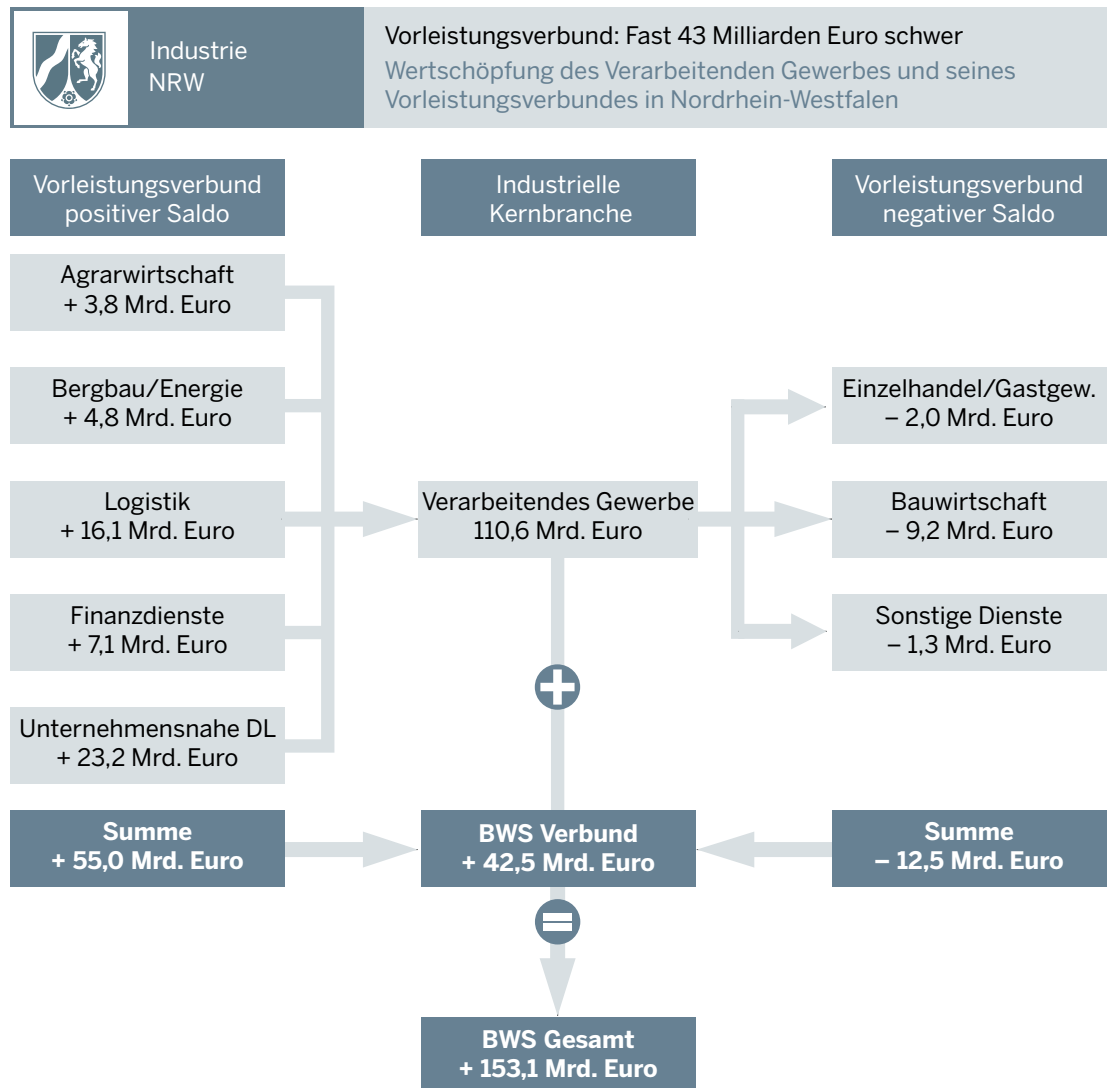 Industrie
NRW
Vorleistungsverbund: Fast 43 Milliarden Euro schwer
Wertschöpfung des Verarbeitenden Gewerbes und seines
Vorleistungsverbundes in Nordrhein-Westfalen
Vorleistungsverbund
positiver Saldo
Industrielle
Kernbranche
Vorleistungsverbund
negativer Saldo
Agrarwirtschaft
+ 3,8 Mrd. Euro
Bergbau/Energie
+ 4,8 Mrd. Euro
Einzelhandel/Gastgew.
– 2,0 Mrd. Euro
Logistik
+ 16,1 Mrd. Euro
Verarbeitendes Gewerbe
110,6 Mrd. Euro
Bauwirtschaft
– 9,2 Mrd. Euro
Finanzdienste
+ 7,1 Mrd. Euro
Sonstige Dienste
– 1,3 Mrd. Euro
Unternehmensnahe DL
+ 23,2 Mrd. Euro
Summe
+ 55,0 Mrd. Euro
BWS Verbund
+ 42,5 Mrd. Euro
Summe
– 12,5 Mrd. Euro
BWS Gesamt
+ 153,1 Mrd. Euro